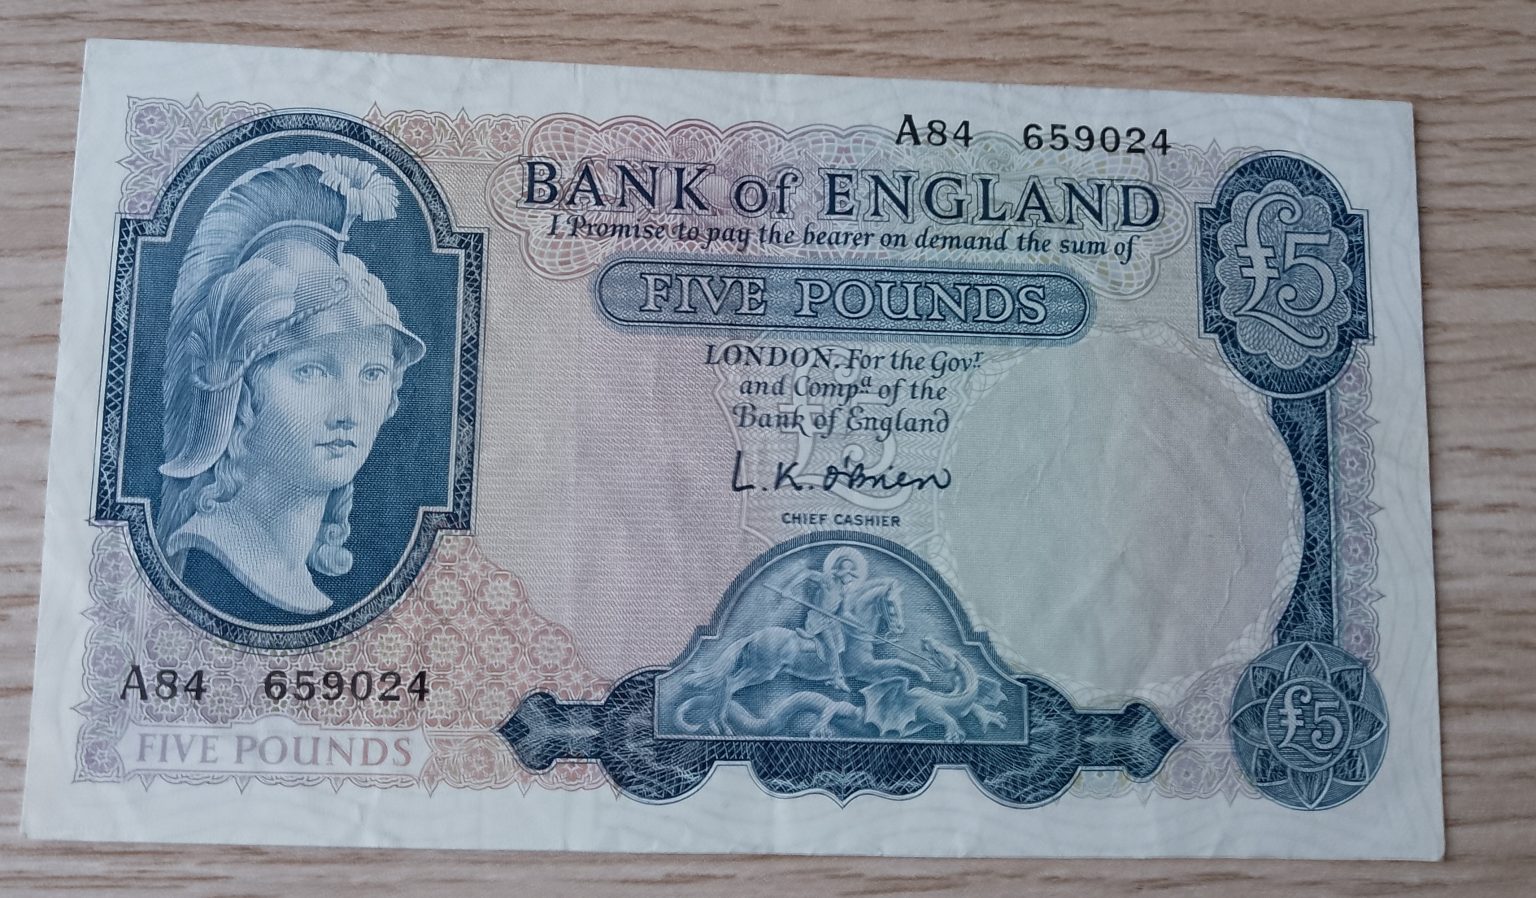 A84 659024
BANK of ENGLAND
I Promise to pay the bearer on demand the sum of
FIVE POUNDS
£5
LONDON. For the Govr.
and Compa. of the
Bank of England
£5
L.K. O'Brien
CHIEF CASHIER
A84 659024
FIVE POUNDS
£5